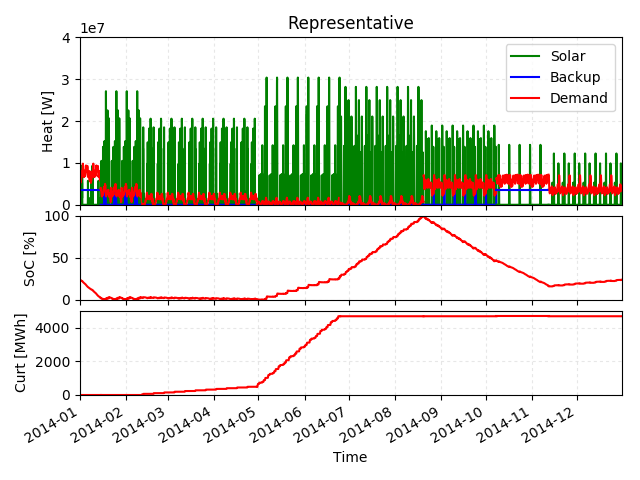 Representative
1e7
Heat [W]
4
3
2
1
0
Solar
Backup
Demand
SoC [%]
100
50
0
Curt [MWh]
4000
2000
0
2014-01
2014-02
2014-03
2014-04
2014-05
2014-06
2014-07
2014-08
2014-09
2014-10
2014-11
2014-12
Time